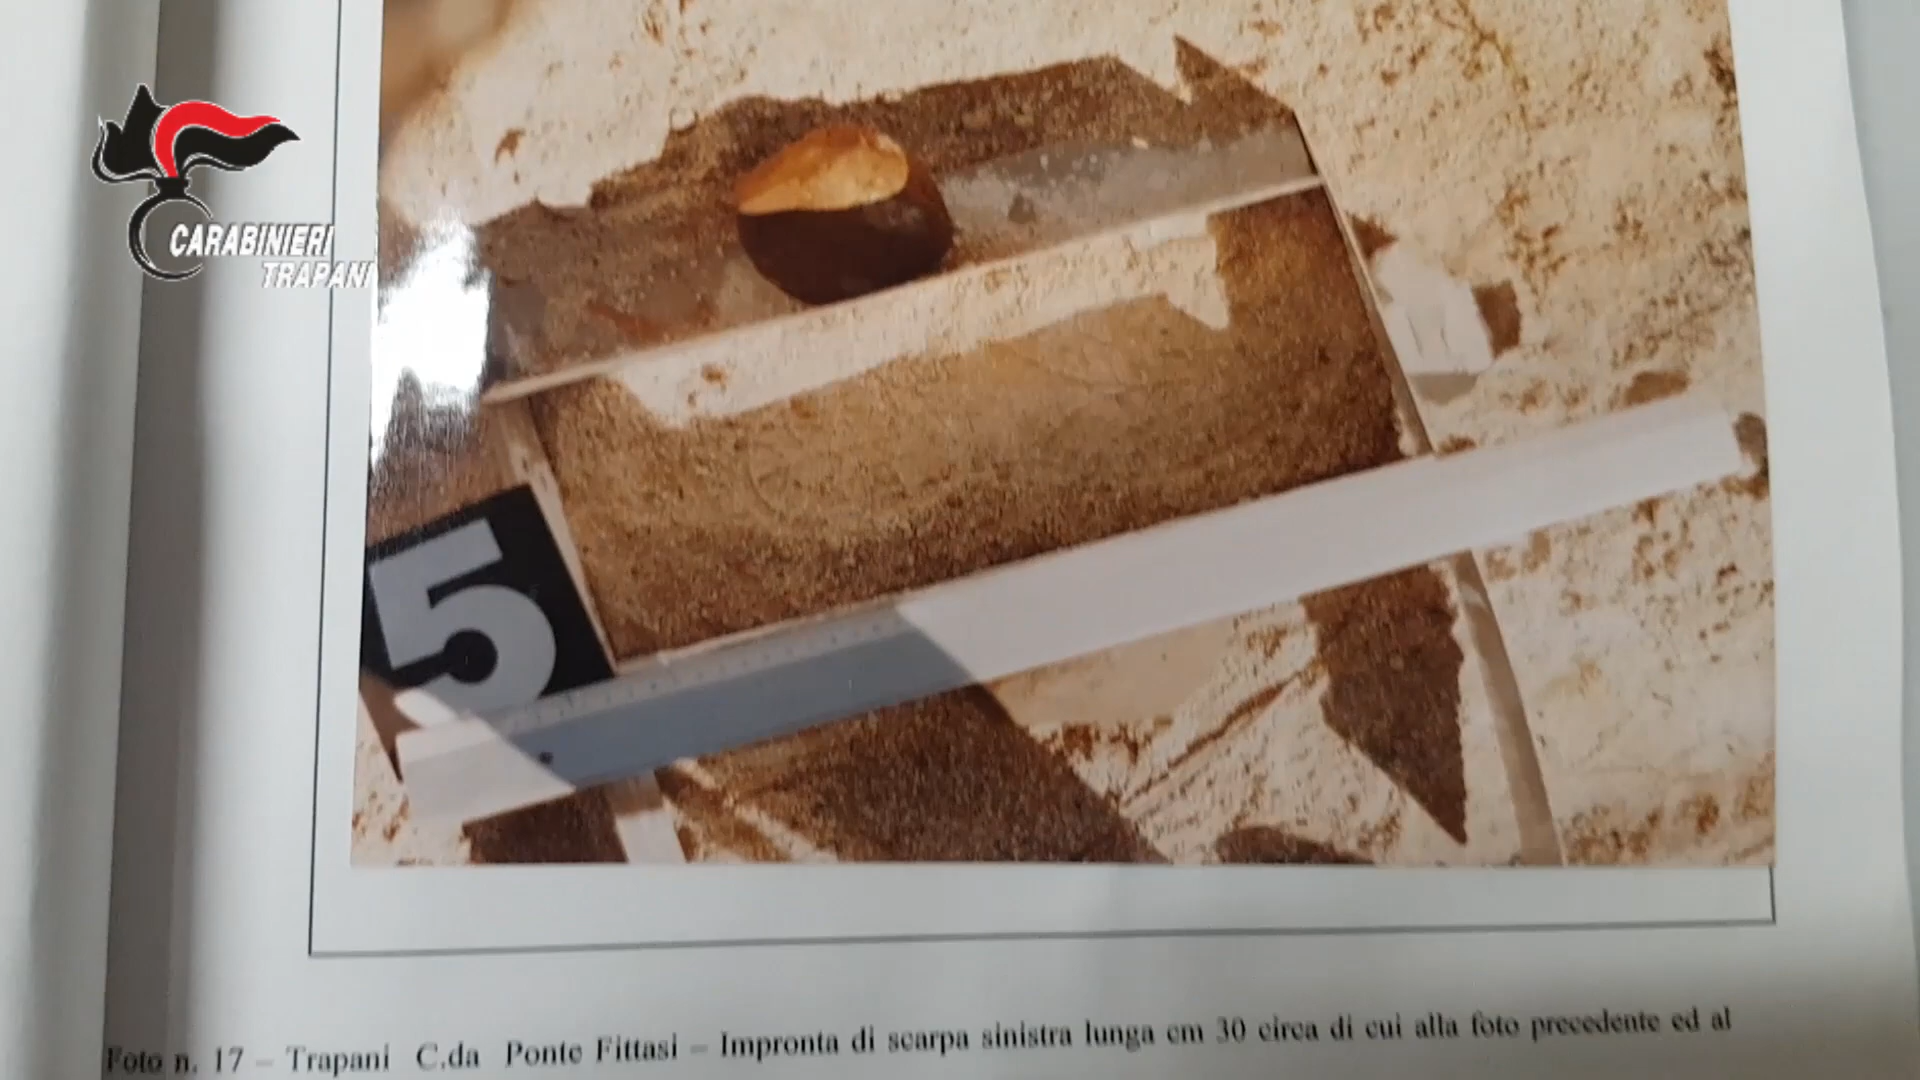 CARABINIERI
TRAPANI
5
Foto n. 17 – Trapani C.da Ponte Fittasi – Impronta di scarpa sinistra lunga cm 30 circa di cui alla foto precedente ed al